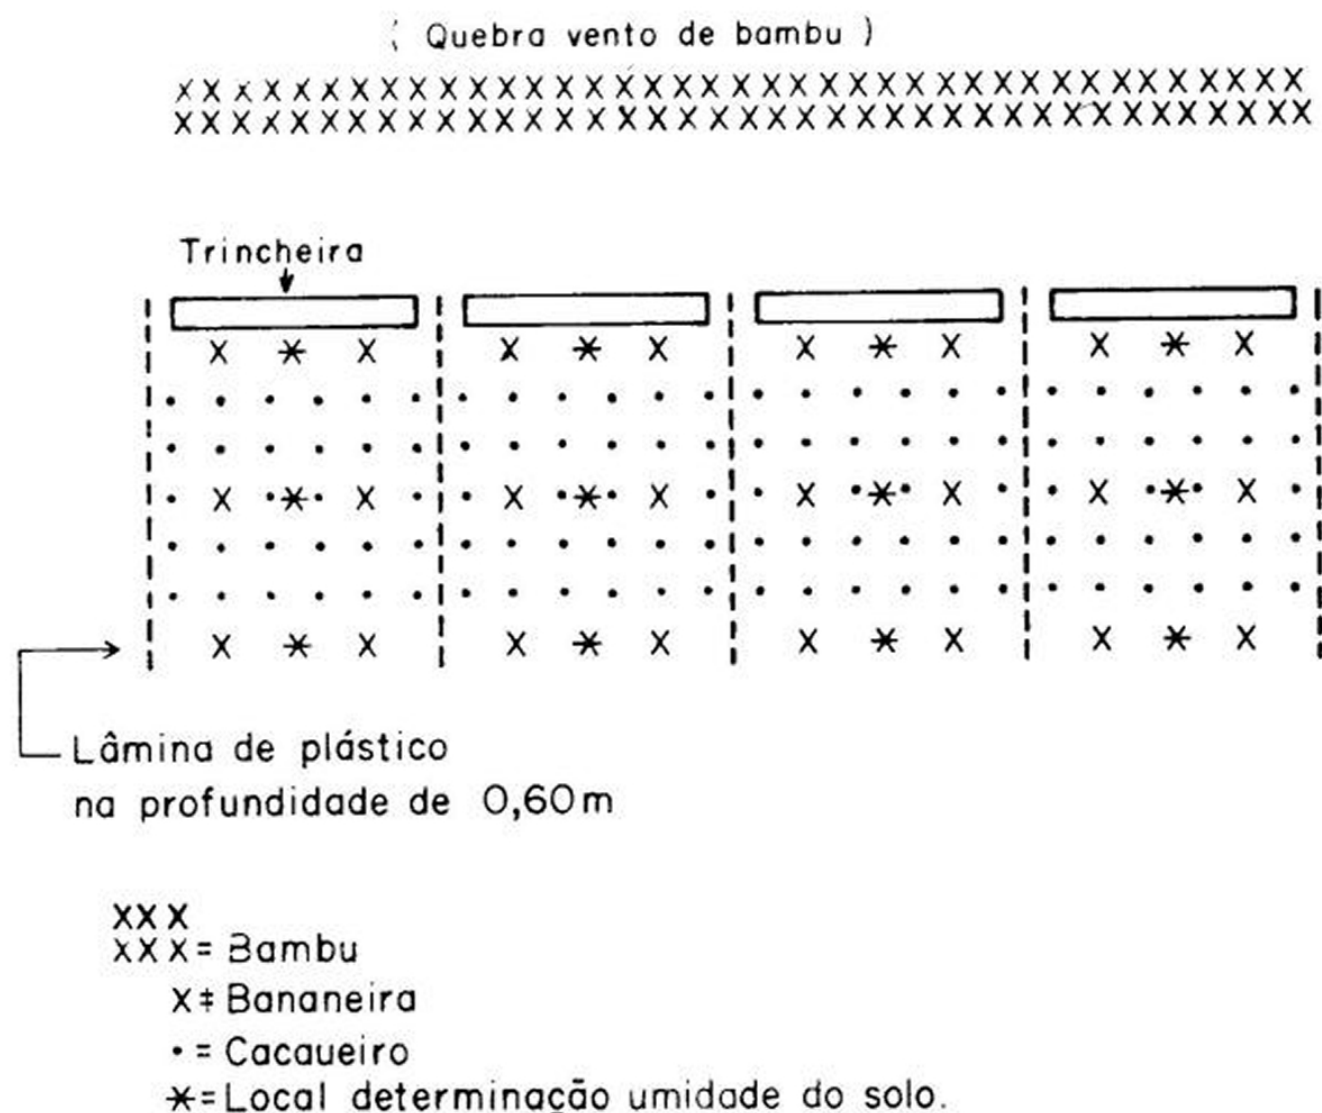 ( Quebra vento de bambu )
Trincheira
Lâmina de plástico
na profundidade de 0,60m
XXX
XXX = Bambu
X = Bananeira
• = Cacaueiro
* = Local determinação umidade do solo.